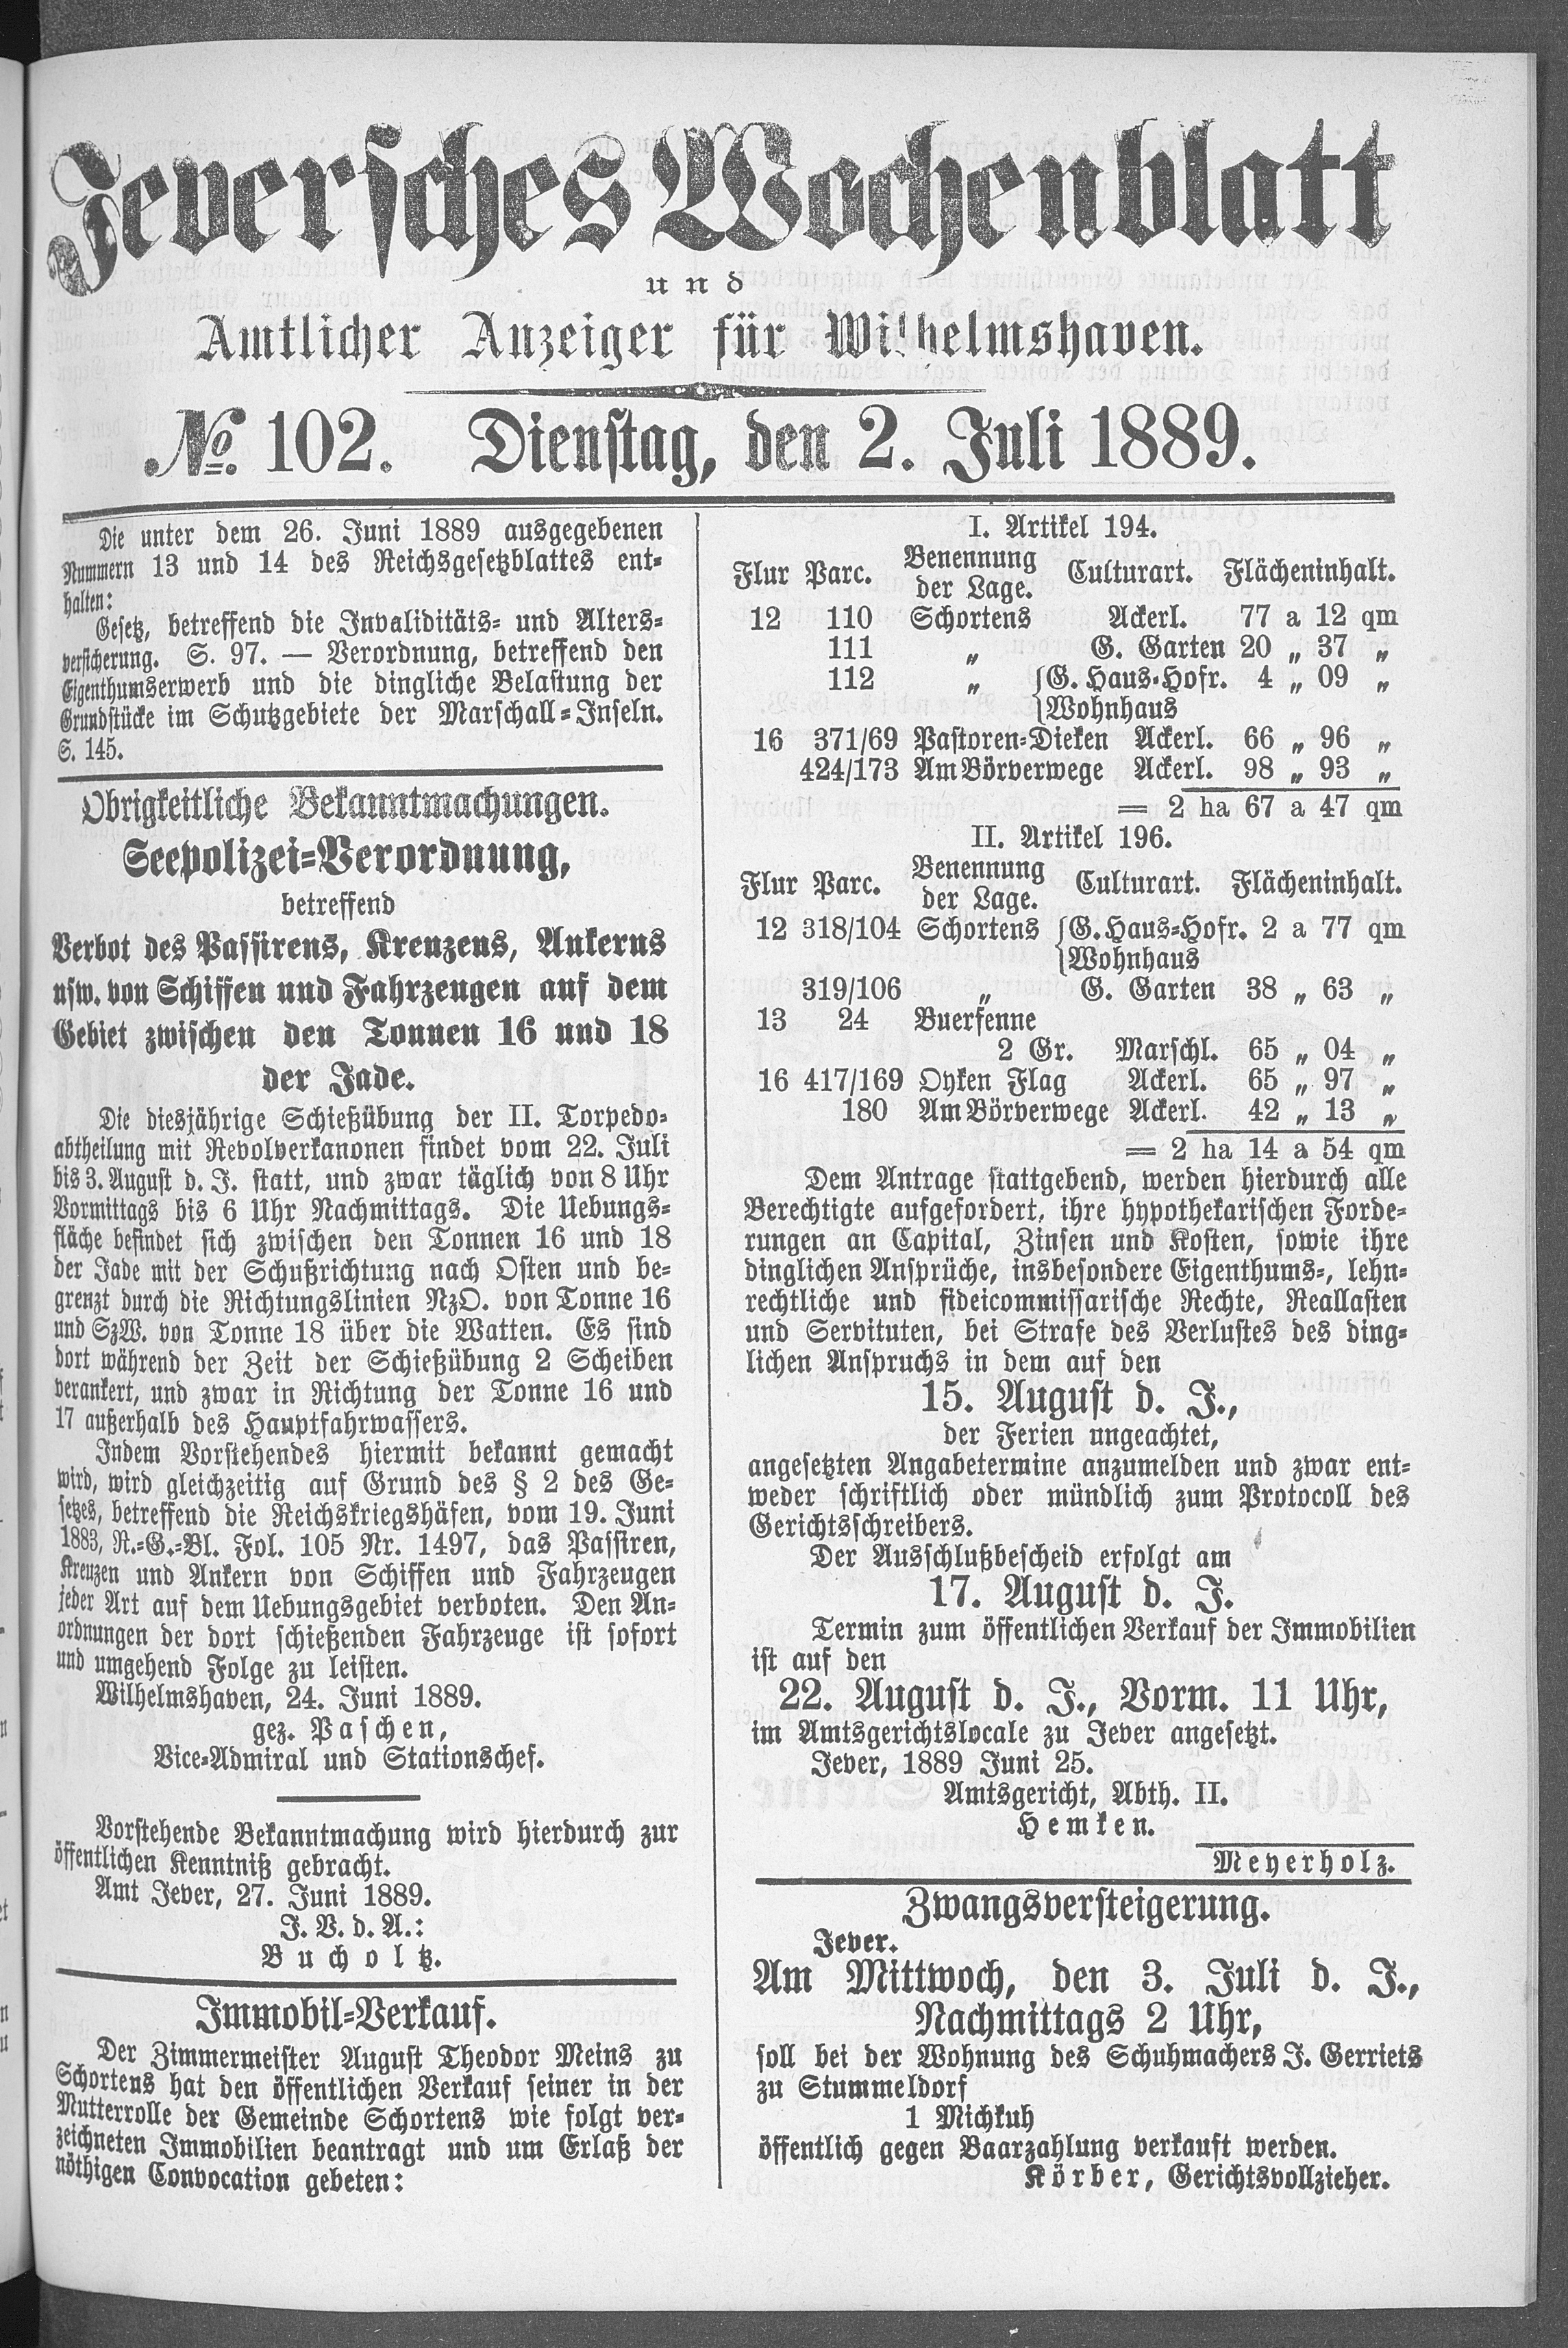 Jeversches Wochenblatt
und
Amtlicher Anzeiger für Wilhelmshaven.
No. 102. Dienstag, den 2. Juli 1889.
Die unter dem 26. Juni 1889 ausgegebenen
Nummern 13 und 14 des Reichsgesetzblattes ent-
halten:
Gesetz, betreffend die Invaliditäts- und Alters-
versicherung. S. 97. — Verordnung, betreffend den
Eigenthumserwerb und die dingliche Belastung der
Grundstücke im Schutzgebiete der Marschall-Inseln.
S. 145.
Obrigkeitliche Bekanntmachungen.
Seepolizei-Verordnung,
betreffend
Verbot des Passirens, Kreuzens, Ankerns
usw. von Schiffen und Fahrzeugen auf dem
Gebiet zwischen den Tonnen 16 und 18
der Jade.
Die diesjährige Schießübung der II. Torpedo-
abtheilung mit Revolverkanonen findet vom 22. Juli
bis 3. August d. J. statt, und zwar täglich von 8 Uhr
Vormittags bis 6 Uhr Nachmittags. Die Uebungs-
fläche befindet sich zwischen den Tonnen 16 und 18
der Jade mit der Schußrichtung nach Osten und be-
grenzt durch die Richtungslinien NzO. von Tonne 16
und SzW. von Tonne 18 über die Watten. Es sind
dort während der Zeit der Schießübung 2 Scheiben
verankert, und zwar in Richtung der Tonne 16 und
17 außerhalb des Hauptfahrwassers.
Indem Vorstehendes hiermit bekannt gemacht
wird, wird gleichzeitig auf Grund des § 2 des Ge-
setzes, betreffend die Reichskriegshäfen, vom 19. Juni
1883, R.-G.-Bl. Fol. 105 Nr. 1497, das Passiren,
Kreuzen und Ankern von Schiffen und Fahrzeugen
jeder Art auf dem Uebungsgebiet verboten. Den An-
ordnungen der dort schießenden Fahrzeuge ist sofort
und umgehend Folge zu leisten.
Wilhelmshaven, 24. Juni 1889.
gez. Paschen,
Vice-Admiral und Stationschef.
Vorstehende Bekanntmachung wird hierdurch zur
öffentlichen Kenntniß gebracht.
Amt Jever, 27. Juni 1889.
J. V. d. A.:
Bucholtz.
Immobil-Verkauf.
Der Zimmermeister August Theodor Meins zu
Schortens hat den öffentlichen Verkauf seiner in der
Mutterrolle der Gemeinde Schortens wie folgt ver-
zeichneten Immobilien beantragt und um Erlaß der
nöthigen Convocation gebeten:
I. Artikel 194.
Flur Parc. Benennung der Lage. Culturart. Flächeninhalt.
12 110 Schortens Ackerl. 77 a 12 qm
111 „ G. Garten 20 „ 37 „
112 „ {G. Haus-Hofr. 4 „ 09 „
{Wohnhaus
16 371/69 Pastoren-Dieken Ackerl. 66 „ 96 „
424/173 Am Börverwege Ackerl. 98 „ 93 „
= 2 ha 67 a 47 qm
II. Artikel 196.
Flur Parc. Benennung der Lage. Culturart. Flächeninhalt.
12 318/104 Schortens {G. Haus-Hofr. 2 a 77 qm
{Wohnhaus
319/106 „ G. Garten 38 „ 63 „
13 24 Buerfenne
2 Gr. Marschl. 65 „ 04 „
16 417/169 Oyken Flag Ackerl. 65 „ 97 „
180 Am Börverwege Ackerl. 42 „ 13 „
= 2 ha 14 a 54 qm
Dem Antrage stattgebend, werden hierdurch alle
Berechtigte aufgefordert, ihre hypothekarischen Forde-
rungen an Capital, Zinsen und Kosten, sowie ihre
dinglichen Ansprüche, insbesondere Eigenthums-, lehn-
rechtliche und fideicommissarische Rechte, Reallasten
und Servituten, bei Strafe des Verlustes des ding-
lichen Anspruchs in dem auf den
15. August d. J.,
der Ferien ungeachtet,
angesetzten Angabetermine anzumelden und zwar ent-
weder schriftlich oder mündlich zum Protocoll des
Gerichtsschreibers.
Der Ausschlußbescheid erfolgt am
17. August d. J.
Termin zum öffentlichen Verkauf der Immobilien
ist auf den
22. August d. J., Vorm. 11 Uhr,
im Amtsgerichtslocale zu Jever angesetzt.
Jever, 1889 Juni 25.
Amtsgericht, Abth. II.
Hemken.
Meyerholz.
Zwangsversteigerung.
Jever.
Am Mittwoch, den 3. Juli d. J.,
Nachmittags 2 Uhr,
soll bei der Wohnung des Schuhmachers J. Gerriets
zu Stummeldorf
1 Michkuh
öffentlich gegen Baarzahlung verkauft werden.
Körber, Gerichtsvollzieher.